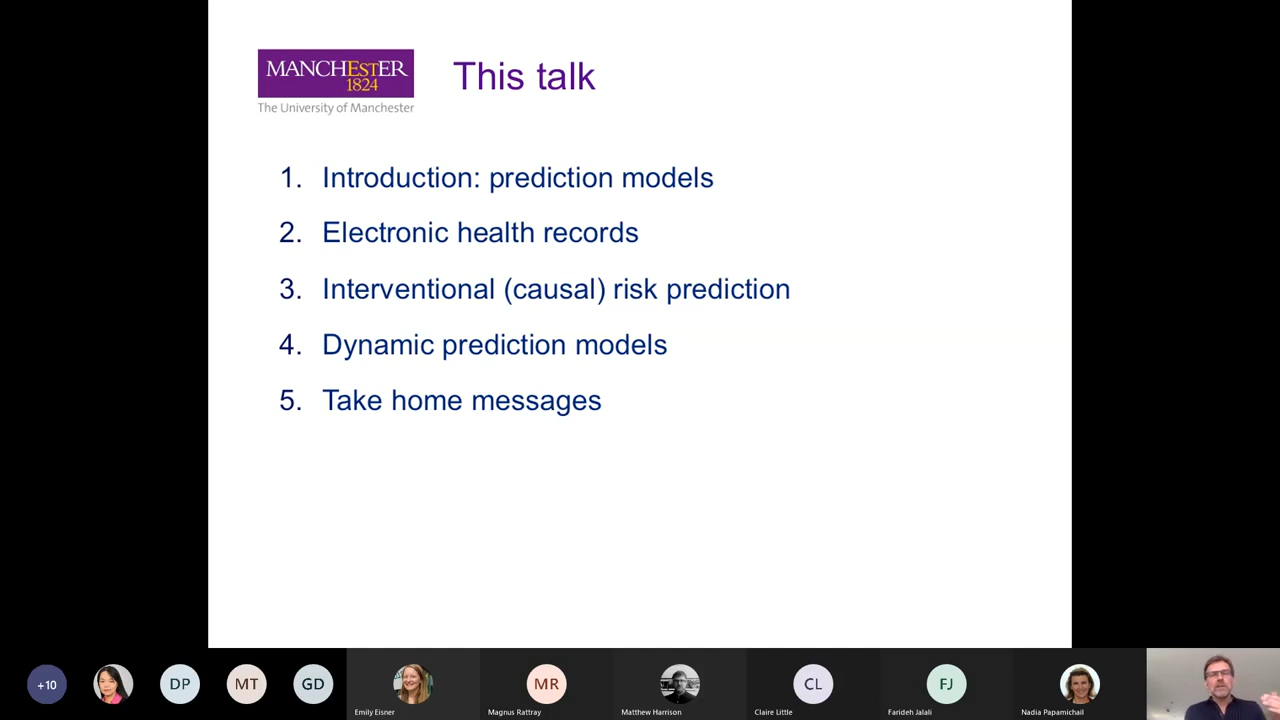 MANCHESTER
1824
The University of Manchester
This talk
1. Introduction: prediction models
2. Electronic health records
3. Interventional (causal) risk prediction
4. Dynamic prediction models
5. Take home messages
+10
DP
MT
GD
Emily Eisner
MR
Magnus Rattray
Matthew Harrison
CL
Claire Little
FJ
Farideh Jalali
Nadia Papamichail